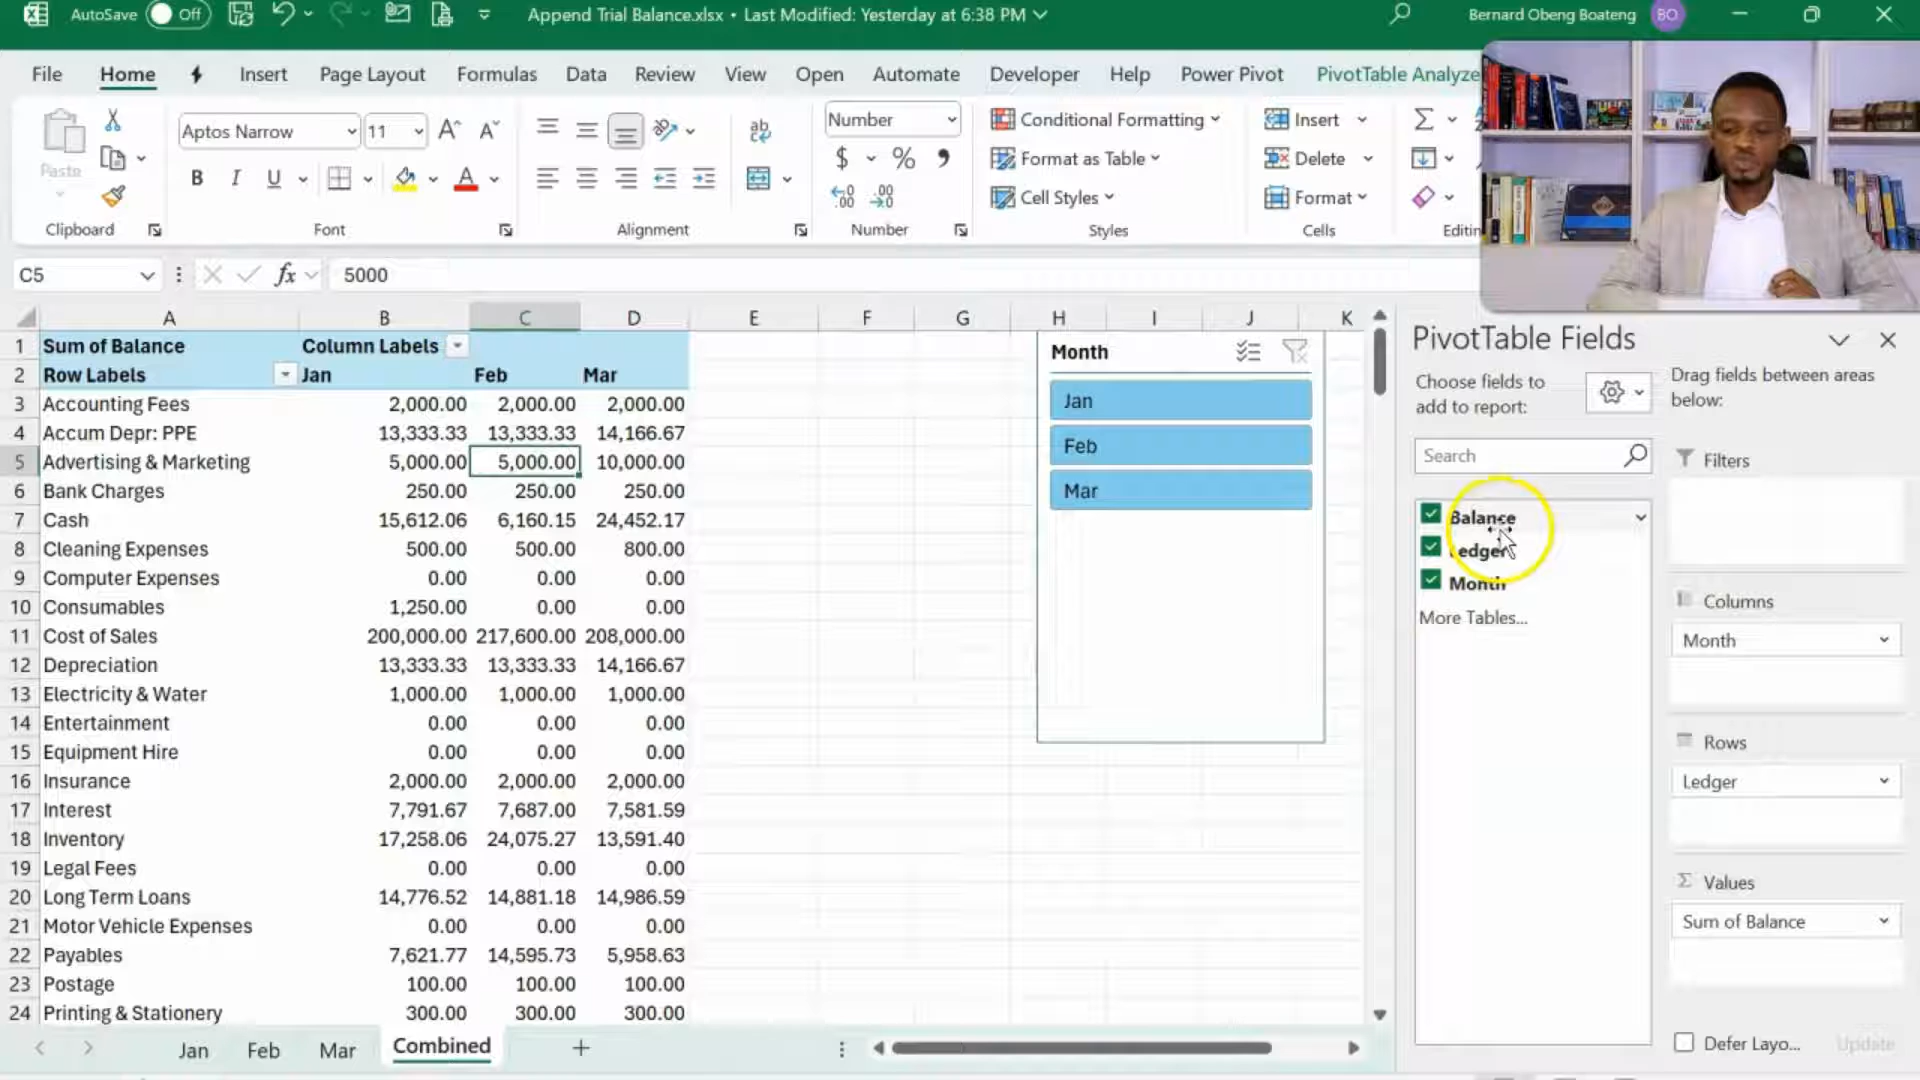 AutoSave Off Append Trial Balance.xlsx • Last Modified: Yesterday at 6:38 PM Bernard Obeng Boateng BO
File Home Insert Page Layout Formulas Data Review View Open Automate Developer Help Power Pivot PivotTable Analyze
Paste
Clipboard
Aptos Narrow 11
B I U A
Font
ab
Alignment
Number
$ % 9
Number
Conditional Formatting
Format as Table
Cell Styles
Styles
Insert
Delete
Format
Cells
Editin
C5 fx 5000
A B C D E F G H I J K
1 Sum of Balance Column Labels
2 Row Labels Jan Feb Mar
3 Accounting Fees 2,000.00 2,000.00 2,000.00
4 Accum Depr: PPE 13,333.33 13,333.33 14,166.67
5 Advertising & Marketing 5,000.00 5,000.00 10,000.00
6 Bank Charges 250.00 250.00 250.00
7 Cash 15,612.06 6,160.15 24,452.17
8 Cleaning Expenses 500.00 500.00 800.00
9 Computer Expenses 0.00 0.00 0.00
10 Consumables 1,250.00 0.00 0.00
11 Cost of Sales 200,000.00 217,600.00 208,000.00
12 Depreciation 13,333.33 13,333.33 14,166.67
13 Electricity & Water 1,000.00 1,000.00 1,000.00
14 Entertainment 0.00 0.00 0.00
15 Equipment Hire 0.00 0.00 0.00
16 Insurance 2,000.00 2,000.00 2,000.00
17 Interest 7,791.67 7,687.00 7,581.59
18 Inventory 17,258.06 24,075.27 13,591.40
19 Legal Fees 0.00 0.00 0.00
20 Long Term Loans 14,776.52 14,881.18 14,986.59
21 Motor Vehicle Expenses 0.00 0.00 0.00
22 Payables 7,621.77 14,595.73 5,958.63
23 Postage 100.00 100.00 100.00
24 Printing & Stationery 300.00 300.00 300.00
Month
Jan
Feb
Mar
PivotTable Fields
Choose fields to
add to report:
Search
Balance
Ledger
Month
More Tables...
Drag fields between areas
below:
Filters
Columns
Month
Rows
Ledger
Σ Values
Sum of Balance
Defer Layo... Update
Jan Feb Mar Combined